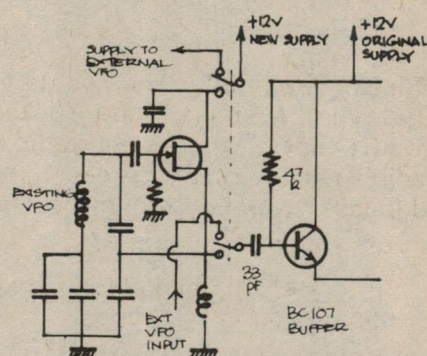 +12V
NEW SUPPLY
+12V
ORIGINAL
SUPPLY
SUPPLY TO
EXTERNAL
VFO
EXISTING
VFO
47
k
33
pF
EXT
VFO
INPUT
BC107
BUFFER